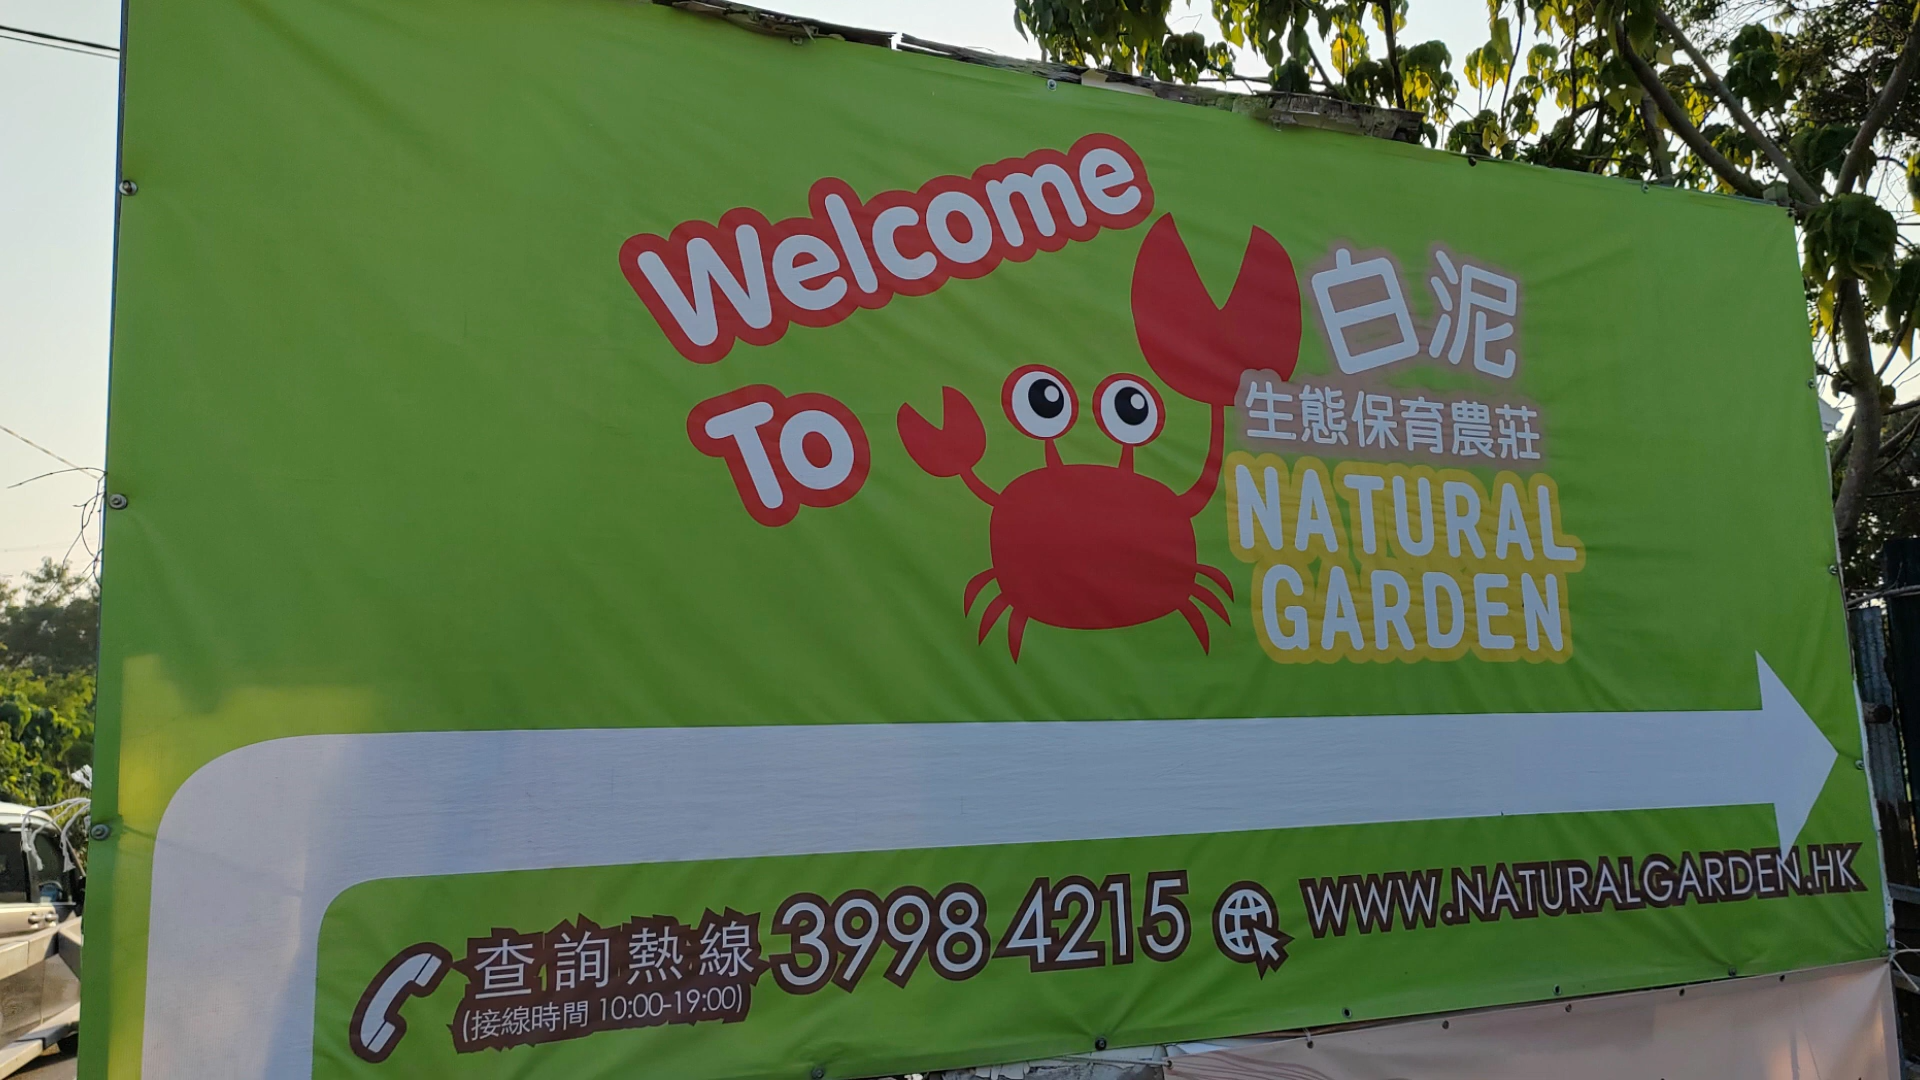 Welcome
To
白泥
生態保育農莊
NATURAL
GARDEN
查詢熱線 3998 4215 WWW.NATURALGARDEN.HK
(接線時間 10:00-19:00)